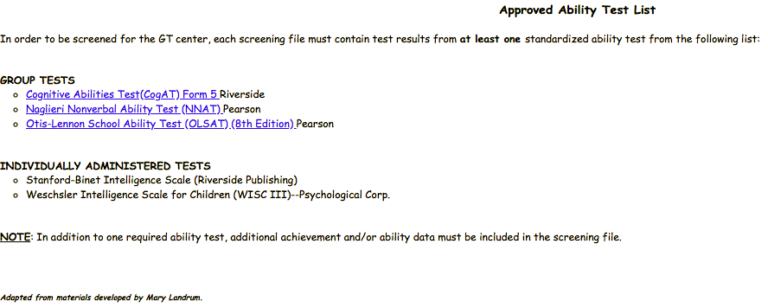 Approved Ability Test List
In order to be screened for the GT center, each screening file must contain test results from at least one standardized ability test from the following list:
GROUP TESTS
Cognitive Abilities Test(CogAT) Form 5 Riverside
Naglieri Nonverbal Ability Test (NNAT) Pearson
Otis-Lennon School Ability Test (OLSAT) (8th Edition) Pearson
INDIVIDUALLY ADMINISTERED TESTS
Stanford-Binet Intelligence Scale (Riverside Publishing)
Weschsler Intelligence Scale for Children (WISC III)--Psychological Corp.
NOTE: In addition to one required ability test, additional achievement and/or ability data must be included in the screening file.
Adapted from materials developed by Mary Landrum.